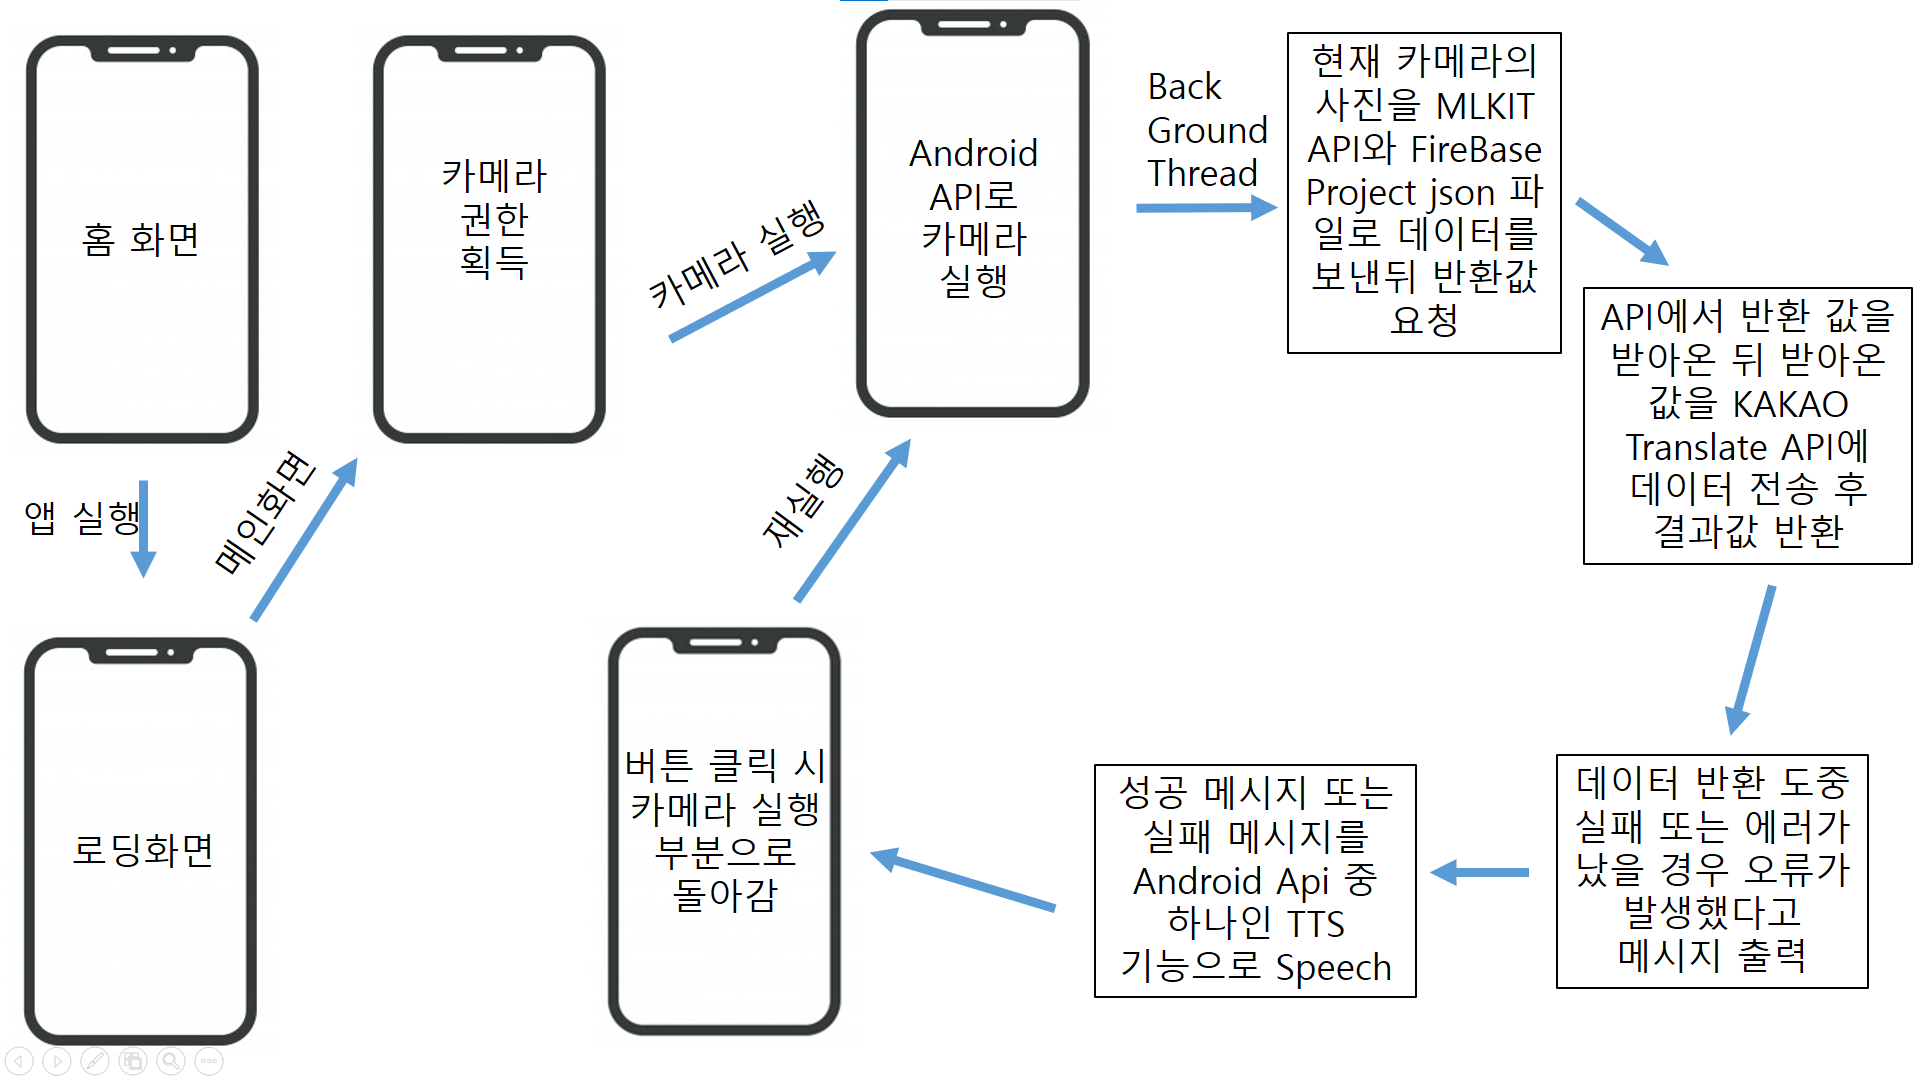 홈 화면
앱 실행
로딩화면
메인화면
카메라
권한
획득
카메라 실행
Android
API로
카메라
실행
Back
Ground
Thread
현재 카메라의
사진을 MLKIT
API와 FireBase
Project json 파
일로 데이터를
보낸뒤 반환값
요청
API에서 반환 값을
받아온 뒤 받아온
값을 KAKAO
Translate API에
데이터 전송 후
결과값 반환
데이터 반환 도중
실패 또는 에러가
났을 경우 오류가
발생했다고
메시지 출력
성공 메시지 또는
실패 메시지를
Android Api 중
하나인 TTS
기능으로 Speech
버튼 클릭 시
카메라 실행
부분으로
돌아감
재실행